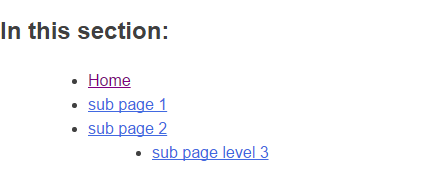 In this section:
Home
sub page 1
sub page 2
sub page level 3